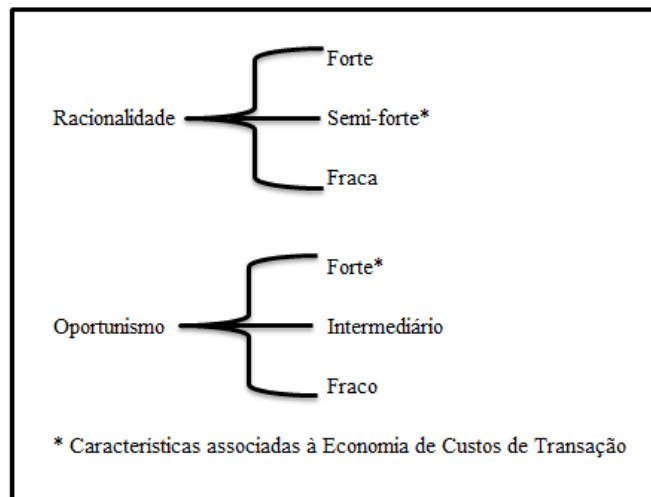 Forte
Racionalidade
Semi-forte*
Fraca
Forte*
Oportunismo
Intermediário
Fraco
* Características associadas à Economia de Custos de Transação